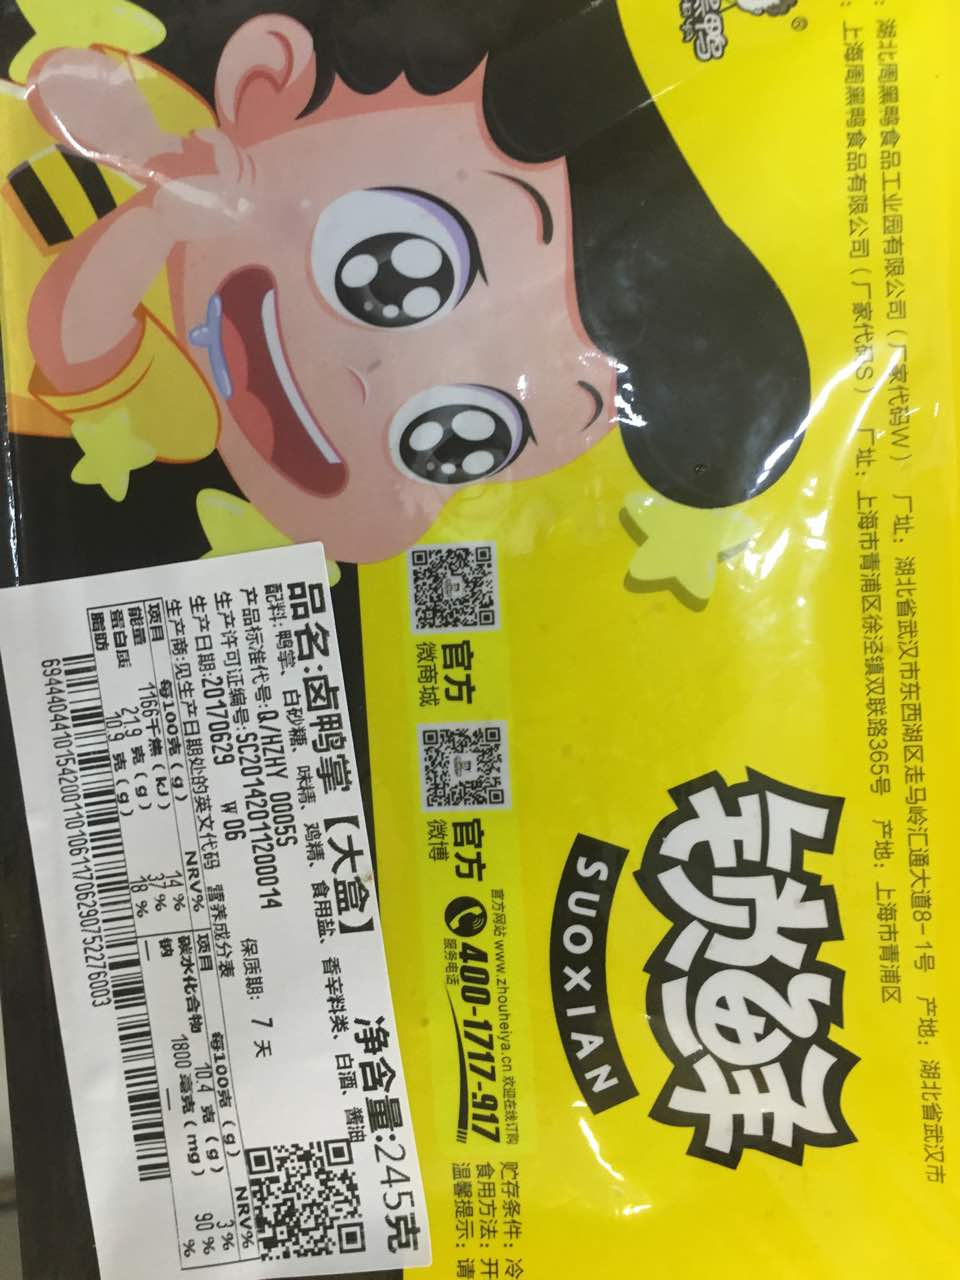 ：湖北周黑鸭食品工业园有限公司（厂家代码W） 厂址：湖北省武汉市东西湖区走马岭汇通大道8-1号 产地：湖北省武汉市
：上海周黑鸭食品有限公司（厂家代码S） 厂址：上海市青浦区徐泾镇双联路365号 产地：上海市青浦区
黑鸭
®
锁鲜
SUOXIAN
官方
微商城
官方
微博
官方网站www.zhouheiya.cn 欢迎在线订购
服务电话
400-1717-917
贮存条件：冷
食用方法：开
温馨提示：请
品名:卤鸭掌【大盒】 净含量:245克
配料: 鸭掌、白砂糖、味精、鸡精、食用盐、香辛料类、白酒、酱油
产品标准代号:Q/HZHY 0005S
生产许可证编号:SC20142011200014
生产日期:20170629 W 06 保质期: 7 天
生产商:见生产日期处的英文代码 营养成分表
项目 每100克(g) NRV% 项目 每100克(g) NRV%
能量 1166千焦(kJ) 14 % 碳水化合物 10.4 克(g) 3 %
蛋白质 21.9 克(g) 37 % 钠 1800 毫克(mg) 90 %
脂肪 10.9 克(g) 18 % — — %
69440441015420011010611706290752276003